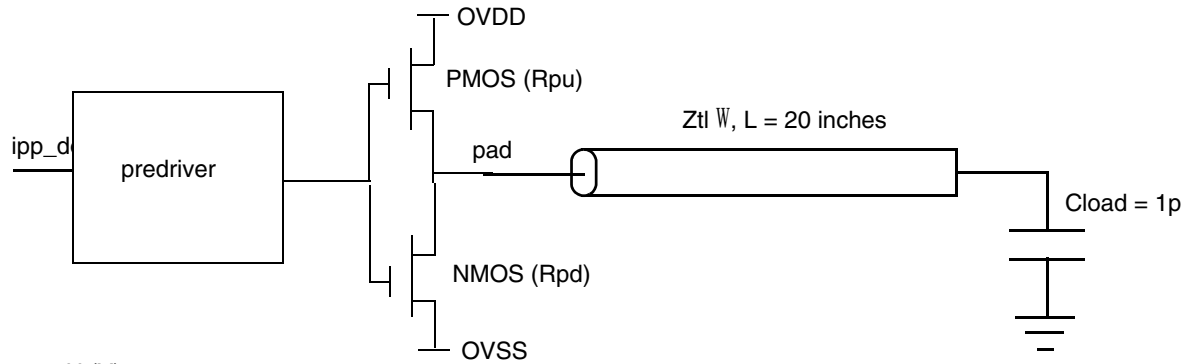 OVDD
PMOS (Rpu)
Ztl W, L = 20 inches
pad
predriver
Cload = 1p
NMOS (Rpd)
OVSS